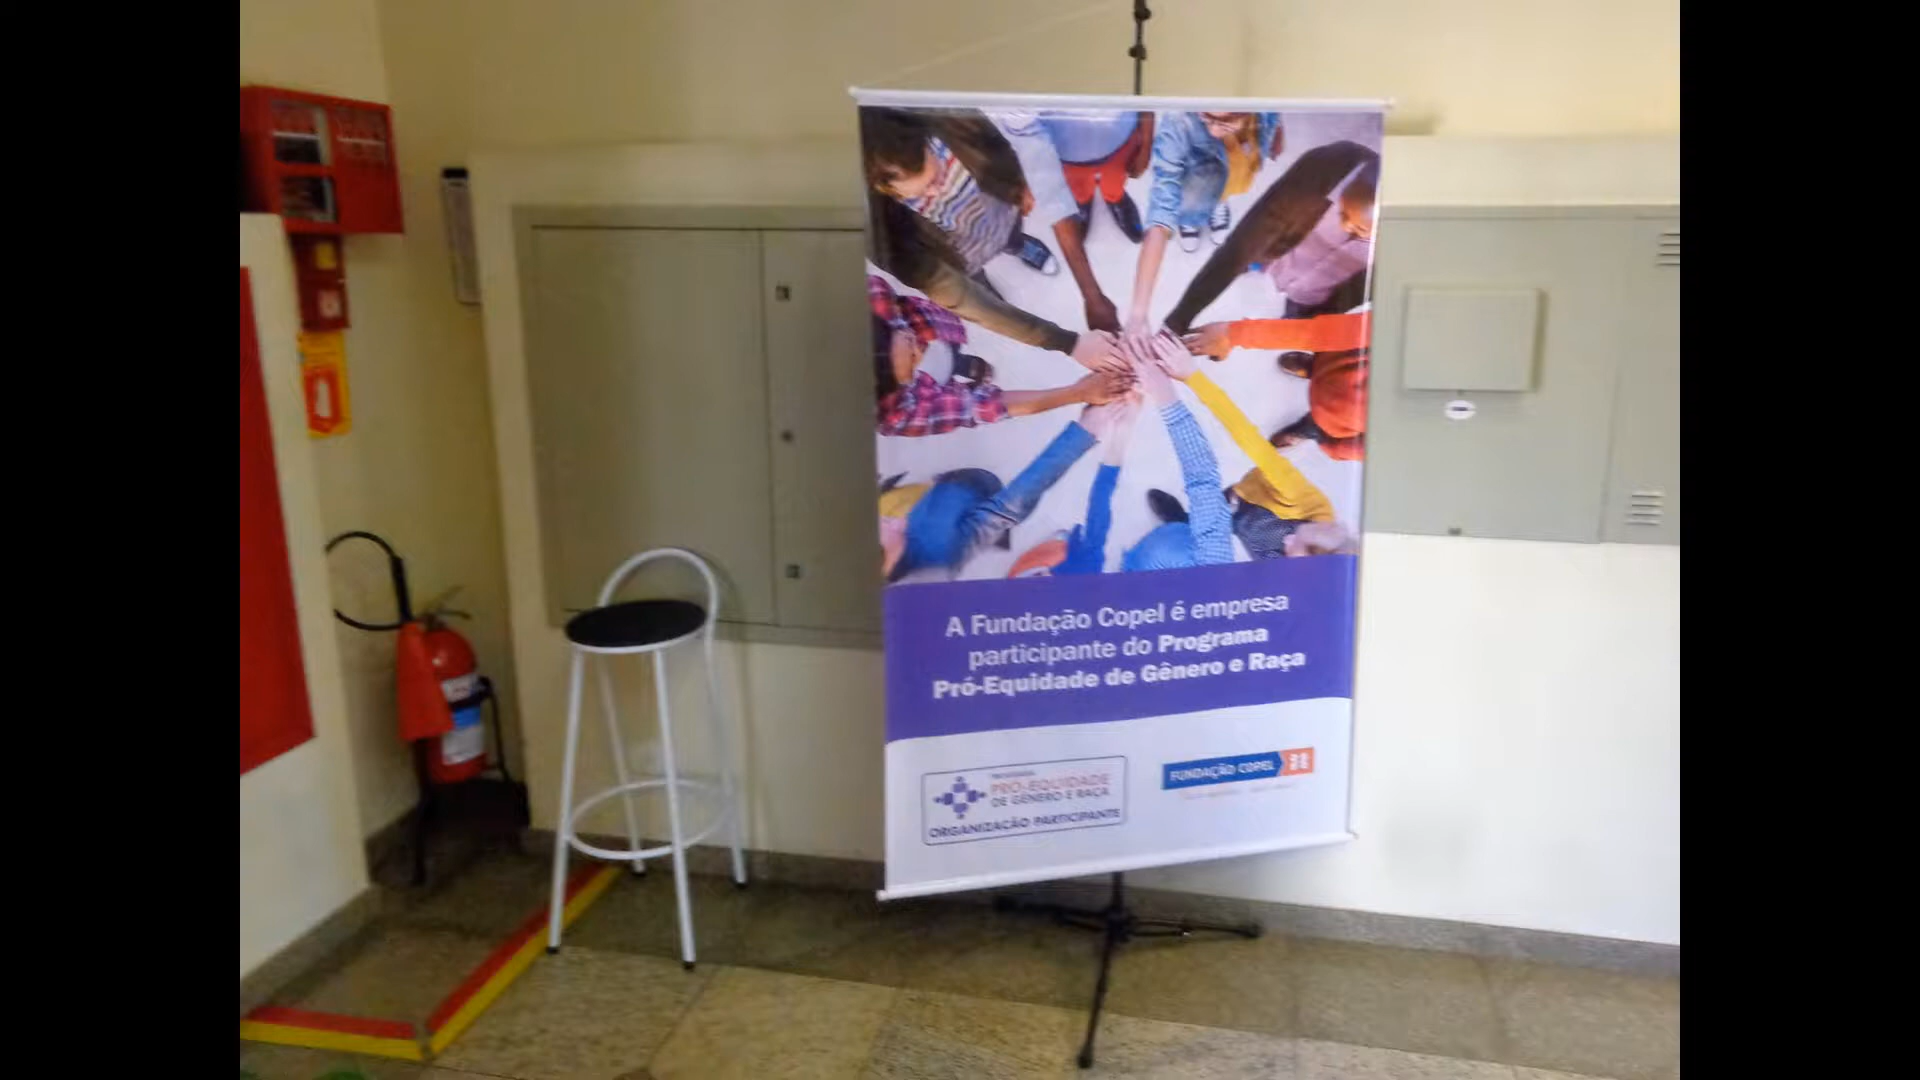 A Fundação Copel é empresa
participante do Programa
Pró-Equidade de Gênero e Raça
PROGRAMA
PRÓ-EQUIDADE
DE GÊNERO E RAÇA
ORGANIZAÇÃO PARTICIPANTE
FUNDAÇÃO COPEL